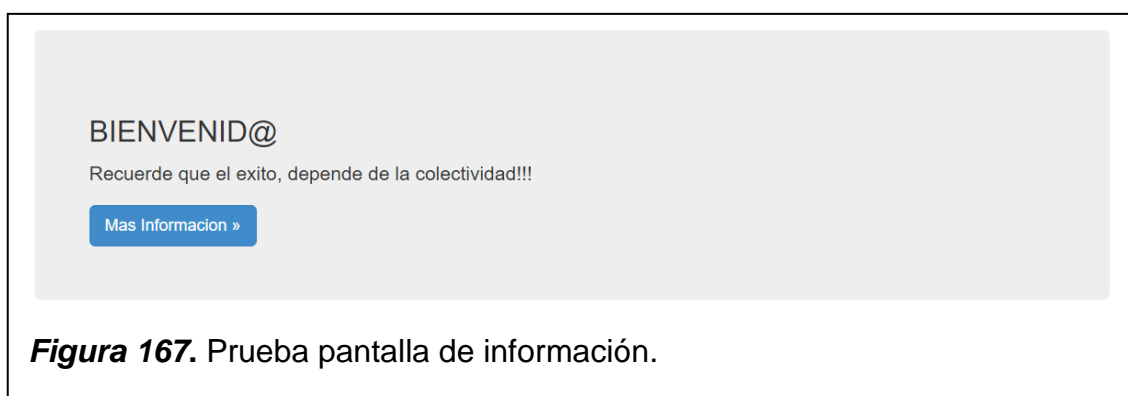 BIENVENID@
Recuerde que el exito, depende de la colectividad!!!
Mas Informacion »
Figura 167. Prueba pantalla de información.